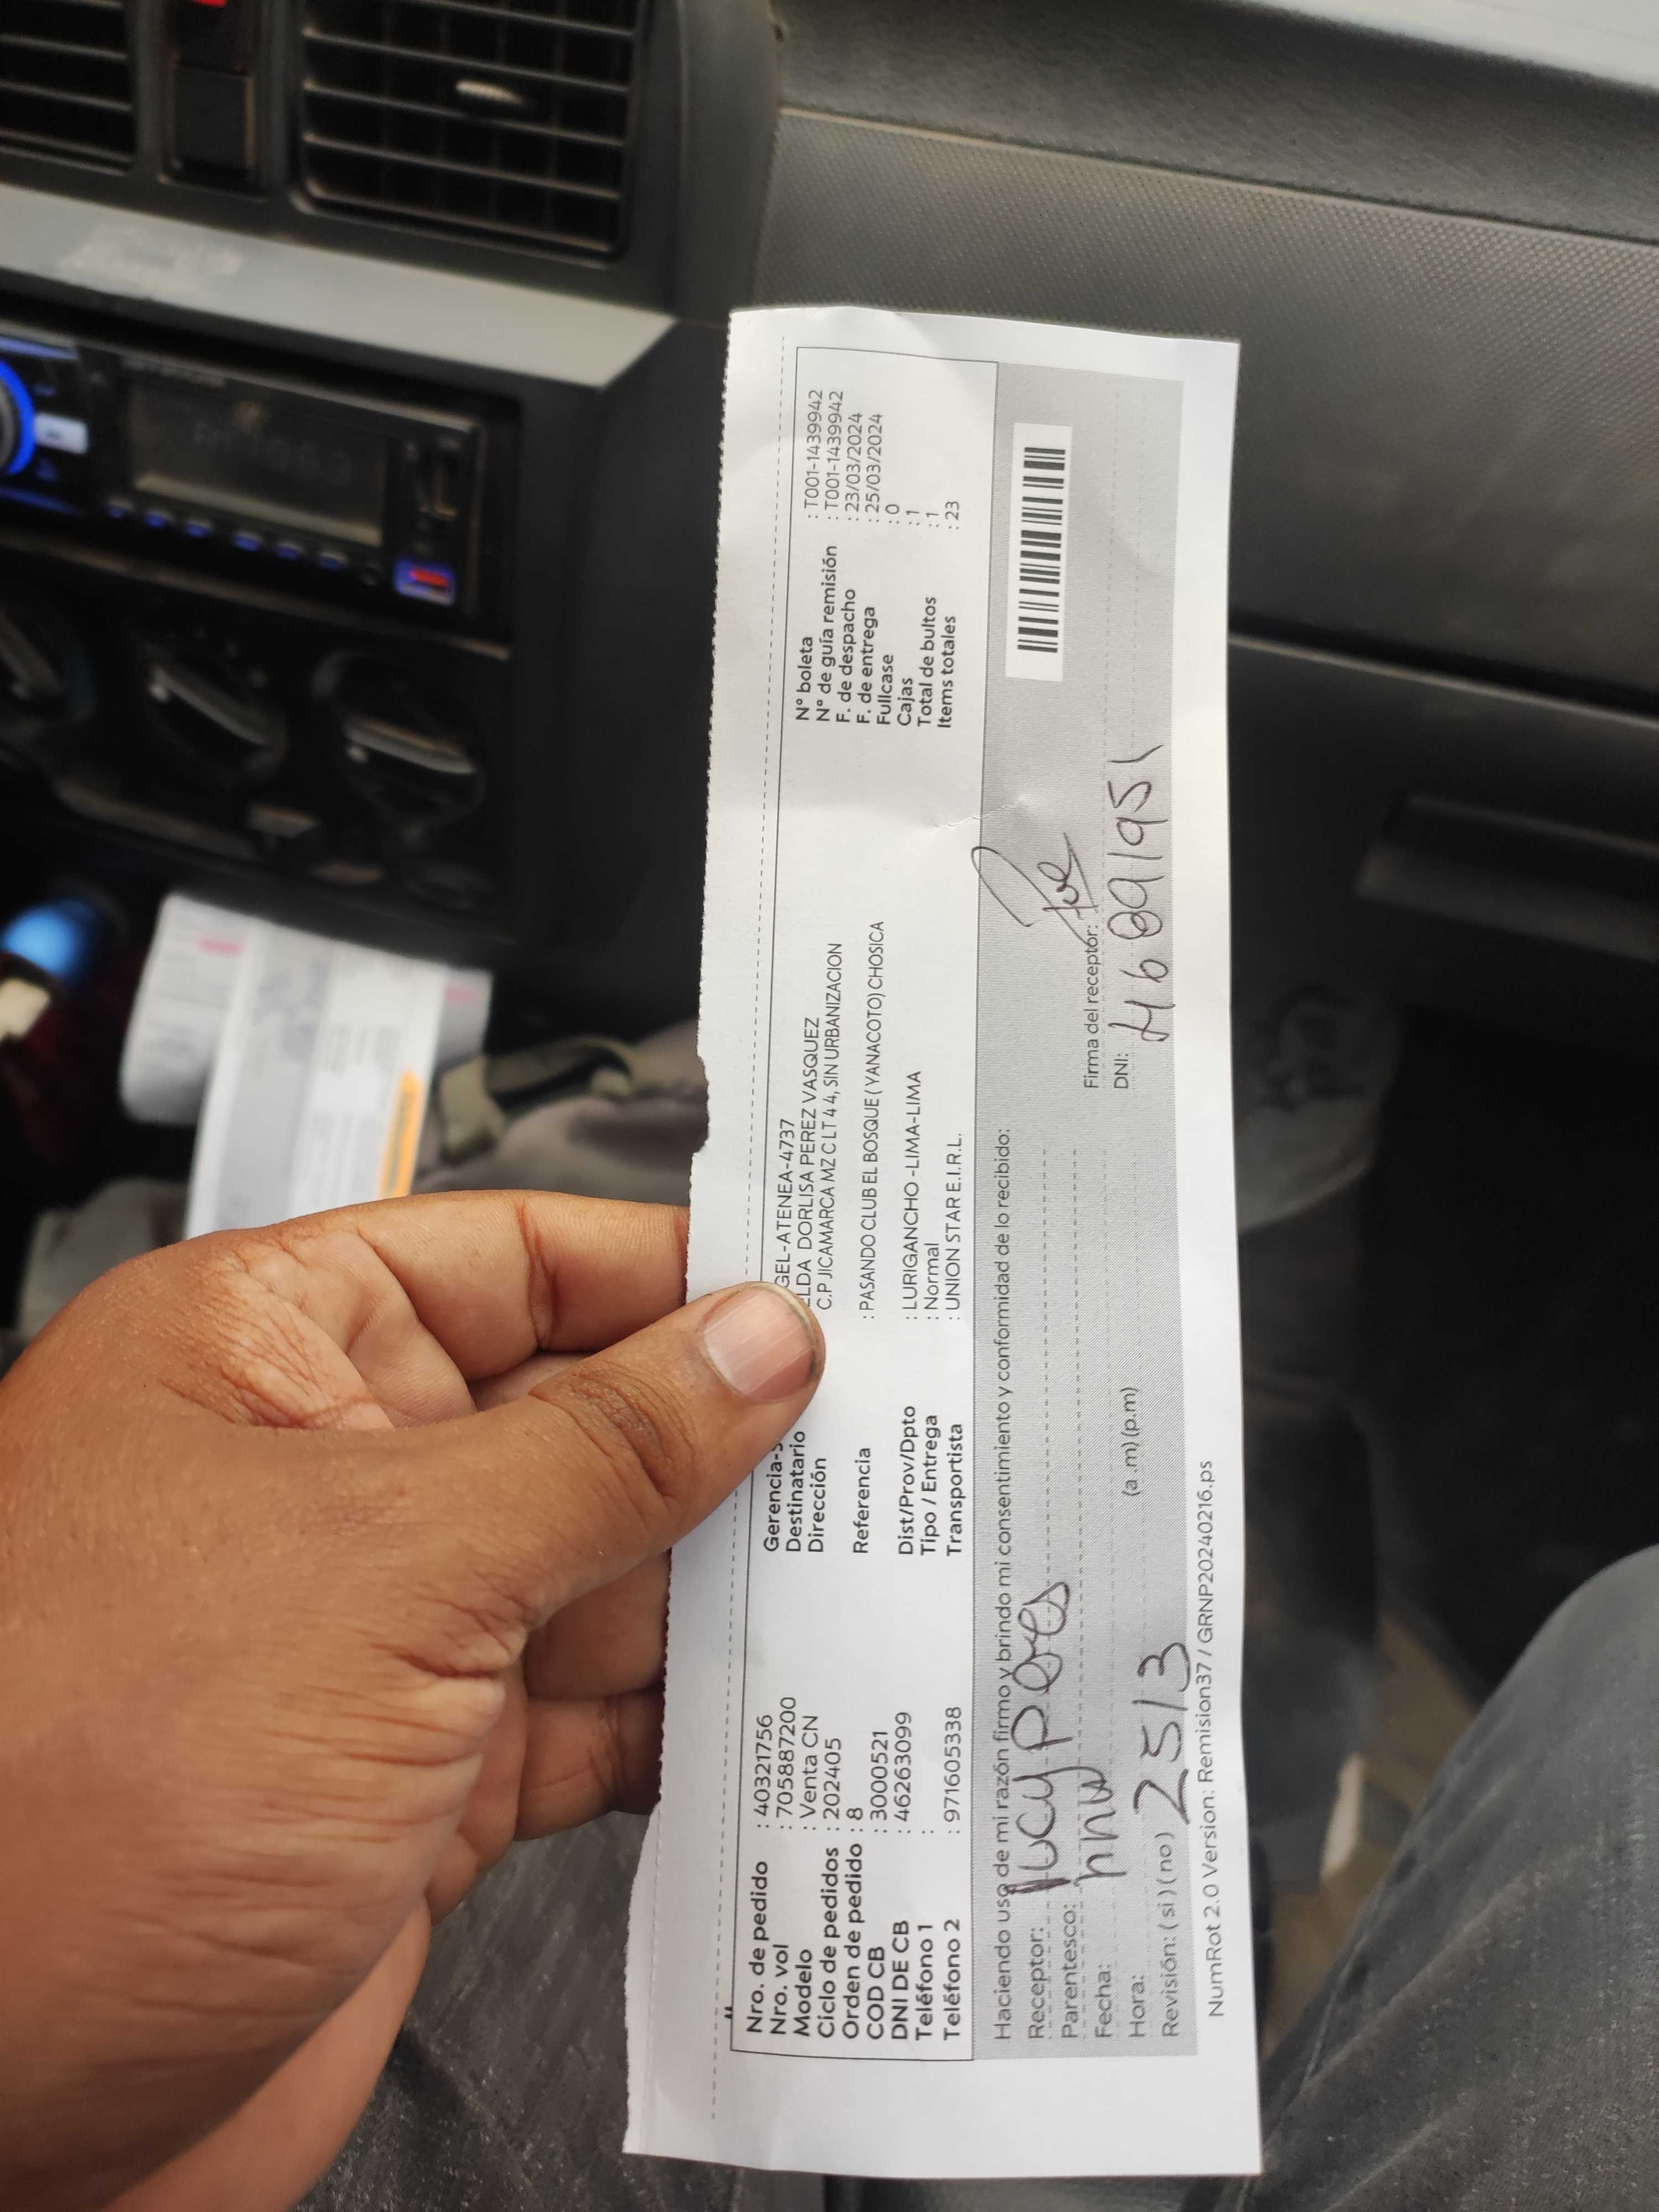 Nro. de pedido : 40321756
Nro. vol : 705887200
Modelo : Venta CN
Ciclo de pedidos : 202405
Orden de pedido : 8
COD CB : 3000521
DNI DE CB : 46263099
Teléfono 1 :
Teléfono 2 : 971605338
Gerencia-S GEL-ATENEA-4737
Destinatario LDA DORLISA PEREZ VASQUEZ
Dirección C.P JICAMARCA MZ C LT 4 4, SIN URBANIZACION
Referencia : PASANDO CLUB EL BOSQUE ( YANACOTO) CHOSICA
Dist/Prov/Dpto : LURIGANCHO -LIMA-LIMA
Tipo / Entrega : Normal
Transportista : UNION STAR E.I.R.L.
N° boleta : T001-1439942
N° de guía remisión : T001-1439942
F. de despacho : 23/03/2024
F. de entrega : 25/03/2024
Fullcase : 0
Cajas : 1
Total de bultos : 1
Items totales : 23
Haciendo uso de mi razón firmo y brindo mi consentimiento y conformidad de lo recibido:
Receptor: lucy peres
Parentesco:
Fecha:
Hora: 25/3 (a .m) (p.m)
Revisión: ( si ) ( no )
Firma del receptor:
DNI:
NumRot 2.0 Version: Remision37 / GRNP20240216.ps